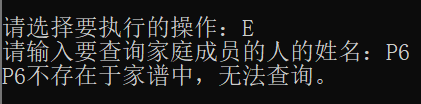 请选择要执行的操作：E
请输入要查询家庭成员的人的姓名：P6
P6不存在于家谱中，无法查询。